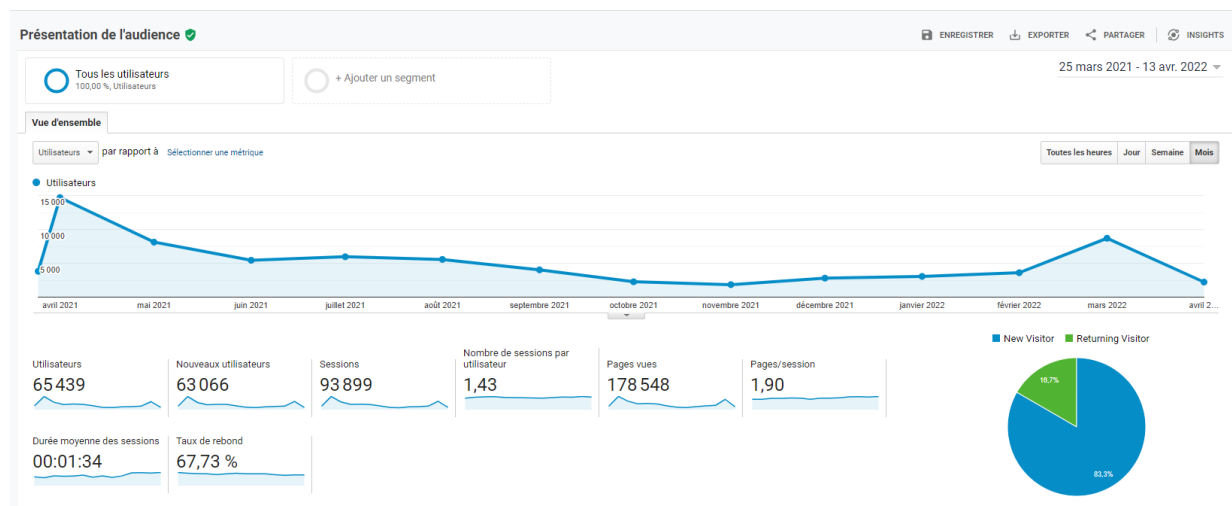 Présentation de l'audience
ENREGISTRER EXPORTER PARTAGER INSIGHTS
Tous les utilisateurs
100,00 %, Utilisateurs
+ Ajouter un segment
25 mars 2021 - 13 avr. 2022
Vue d'ensemble
Utilisateurs par rapport à Sélectionner une métrique
Toutes les heures Jour Semaine Mois
Utilisateurs
15 000
10 000
5 000
avril 2021 mai 2021 juin 2021 juillet 2021 août 2021 septembre 2021 octobre 2021 novembre 2021 décembre 2021 janvier 2022 février 2022 mars 2022 avril 2...
New Visitor Returning Visitor
Utilisateurs
65 439
Nouveaux utilisateurs
63 066
Sessions
93 899
Nombre de sessions par
utilisateur
1,43
Pages vues
178 548
Pages/session
1,90
Durée moyenne des sessions
00:01:34
Taux de rebond
67,73 %
16,7%
83,3%